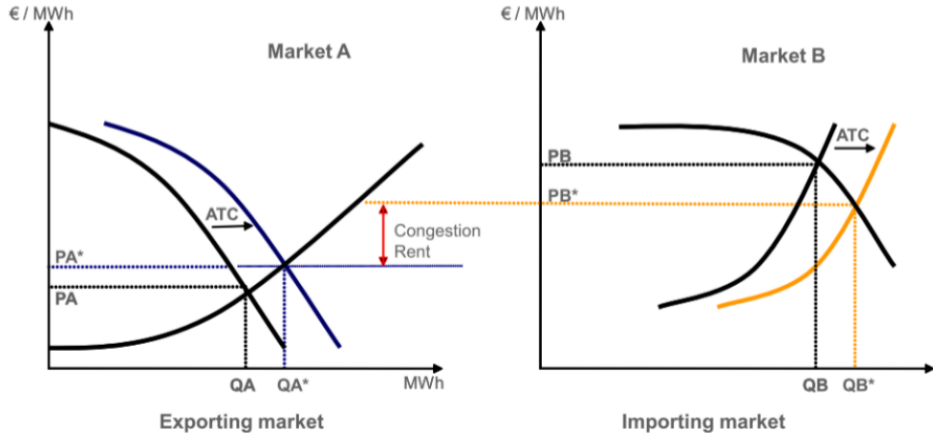 € / MWh
Market A
ATC
PA*
PA
Congestion
Rent
QA
QA*
MWh
Exporting market
€ / MWh
Market B
ATC
PB
PB*
QB
QB*
Importing market